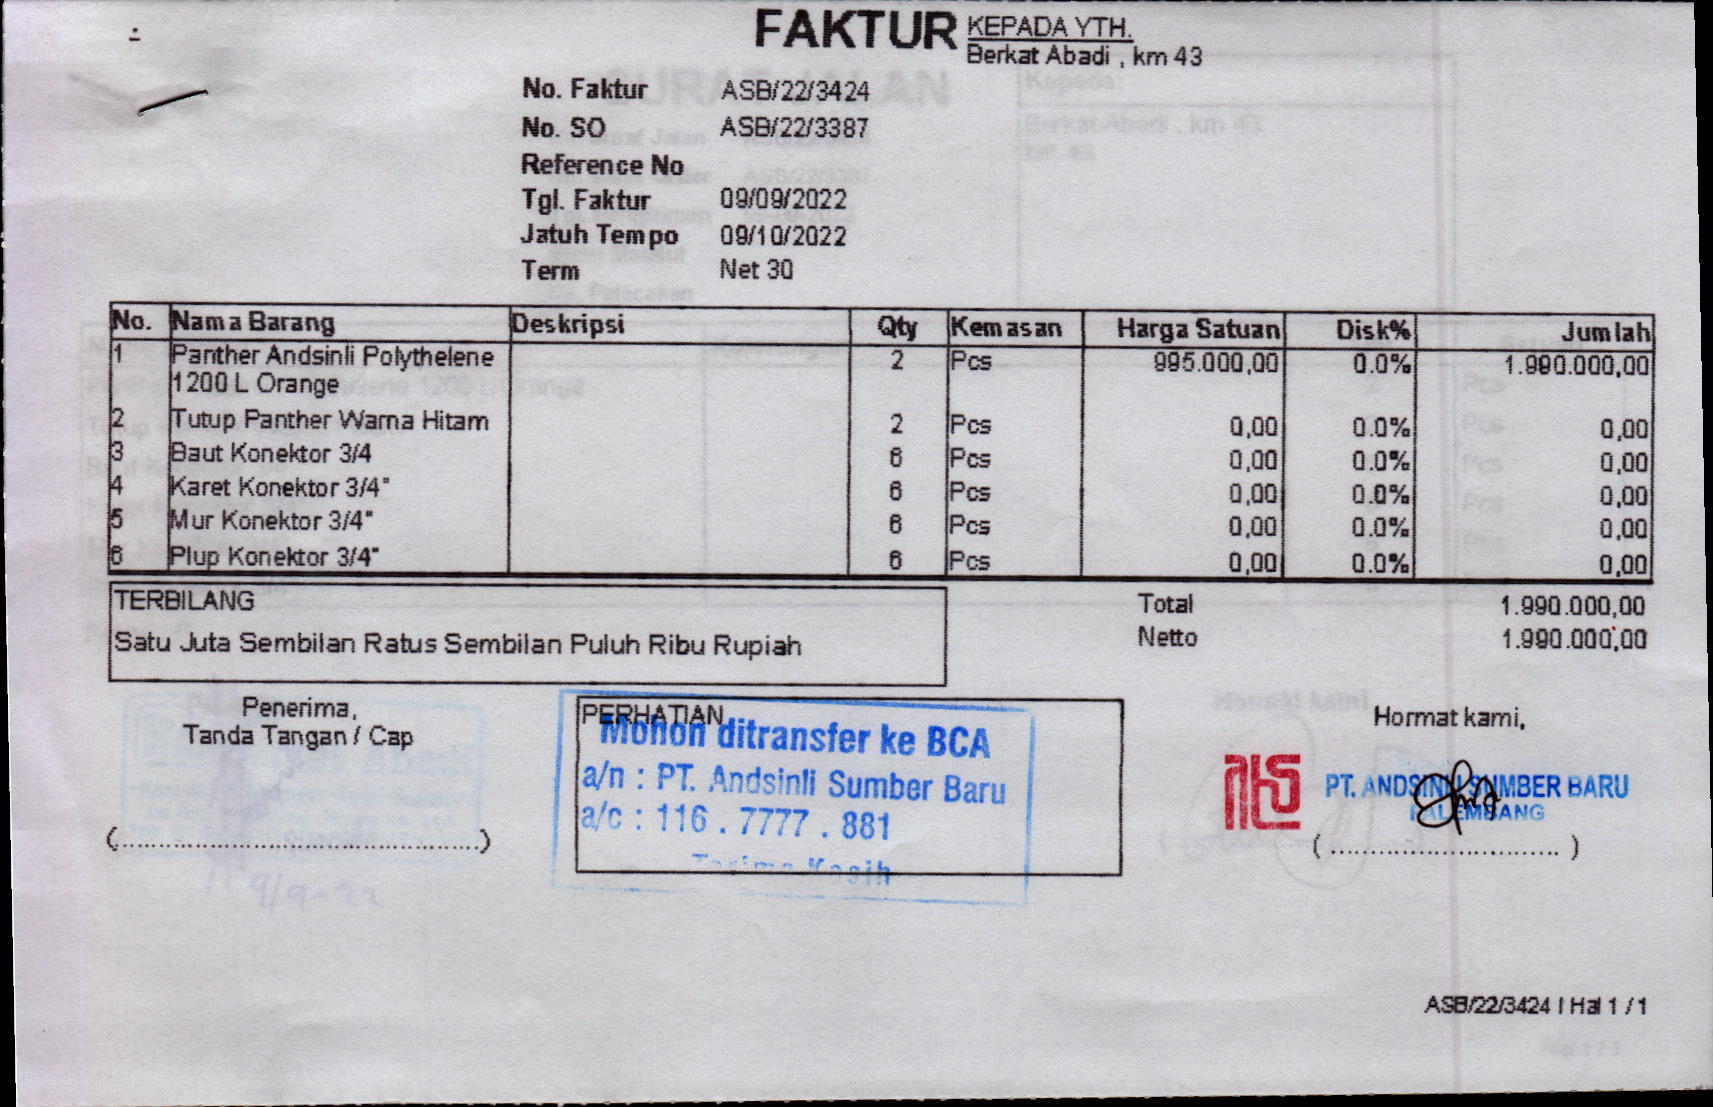 FAKTUR
KEPADA YTH.
Berkat Abadi , km 43
No. Faktur ASB/22/3424
No. SO ASB/22/3387
Reference No
Tgl. Faktur 09/09/2022
Jatuh Tempo 09/10/2022
Term Net 30
No. Nama Barang Deskripsi Qty Kemasan Harga Satuan Disk% Jumlah
1 Panther Andsinli Polythelene 2 Pcs 995.000,00 0.0% 1.990.000,00
1200 L Orange
2 Tutup Panther Warna Hitam 2 Pcs 0,00 0.0% 0,00
3 Baut Konektor 3/4 6 Pcs 0,00 0.0% 0,00
4 Karet Konektor 3/4" 6 Pcs 0,00 0.0% 0,00
5 Mur Konektor 3/4" 6 Pcs 0,00 0.0% 0,00
6 Plup Konektor 3/4" 6 Pcs 0,00 0.0% 0,00
TERBILANG
Satu Juta Sembilan Ratus Sembilan Puluh Ribu Rupiah
Total 1.990.000,00
Netto 1.990.000,00
Penerima,
Tanda Tangan / Cap
(....................................................)
PERHATIAN
Mohon ditransfer ke BCA
a/n : PT. Andsinli Sumber Baru
a/c : 116 . 7777 . 881
Terima Kasih
Hormat kami,
PT. ANDSINLI SUMBER BARU
PALEMBANG
( ................................ )
ASB/22/3424 | Hal 1 / 1